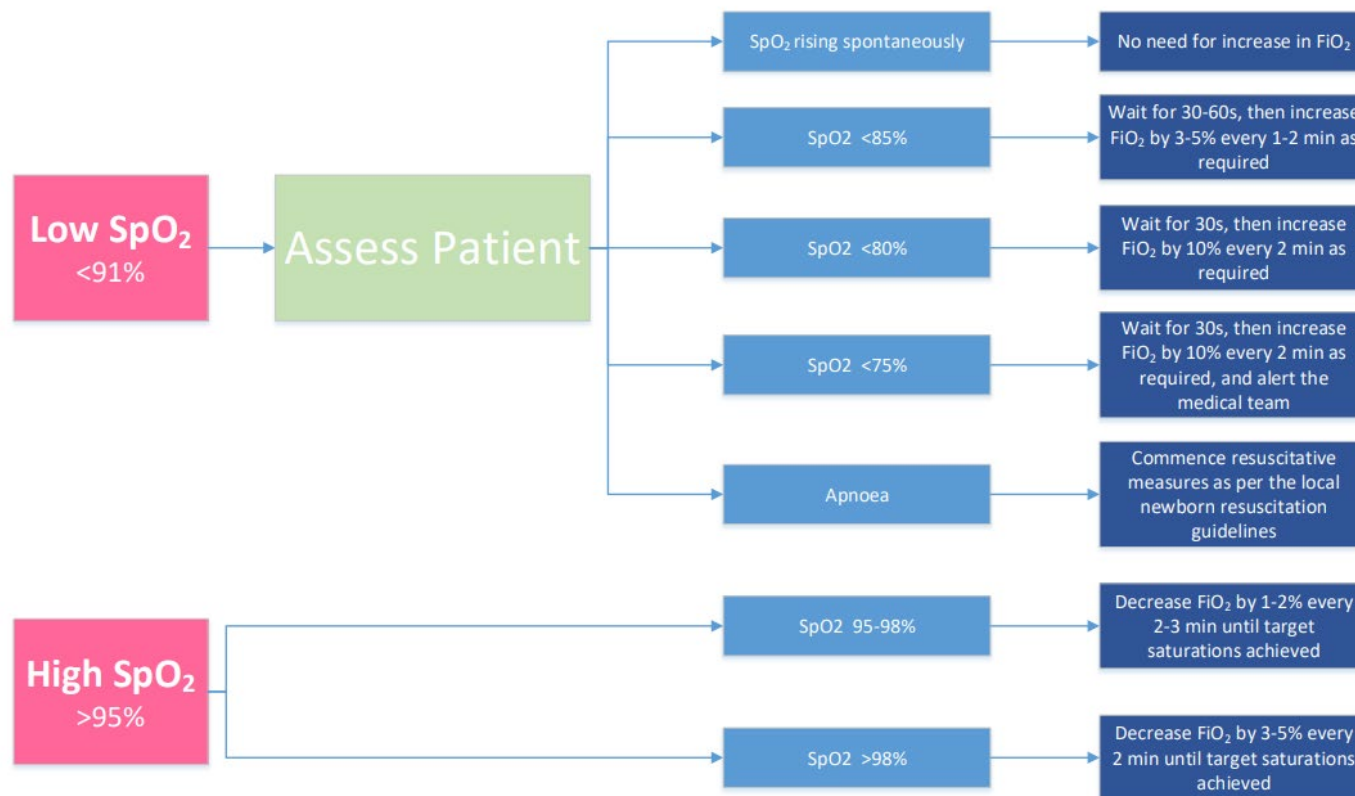 Low SpO₂
<91%
Assess Patient
SpO₂ rising spontaneously
No need for increase in FiO₂
SpO2 <85%
Wait for 30-60s, then increase
FiO₂ by 3-5% every 1-2 min as
required
SpO2 <80%
Wait for 30s, then increase
FiO₂ by 10% every 2 min as
required
SpO2 <75%
Wait for 30s, then increase
FiO₂ by 10% every 2 min as
required, and alert the
medical team
Apnoea
Commence resuscitative
measures as per the local
newborn resuscitation
guidelines
High SpO₂
>95%
SpO2 95-98%
Decrease FiO₂ by 1-2% every
2-3 min until target
saturations achieved
SpO2 >98%
Decrease FiO₂ by 3-5% every
2 min until target saturations
achieved